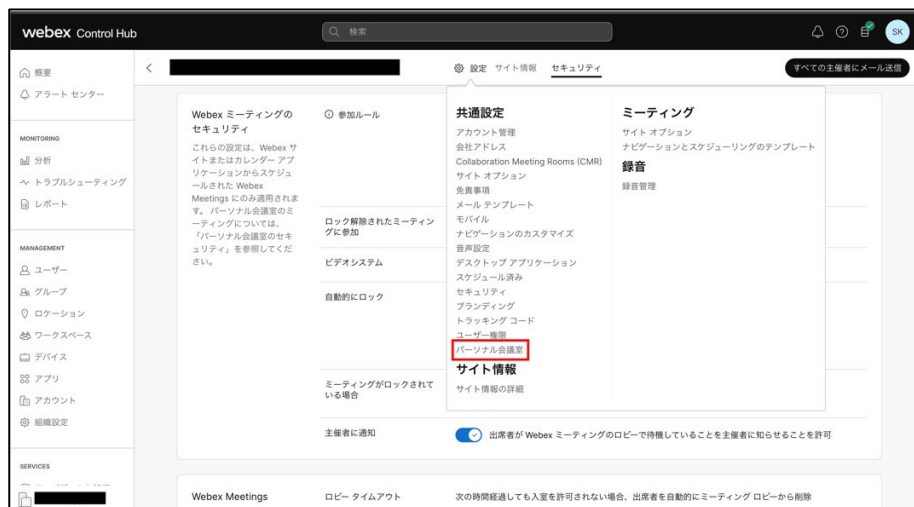 webex Control Hub
検索
SK
概要
アラート センター
MONITORING
分析
トラブルシューティング
レポート
MANAGEMENT
ユーザー
グループ
ロケーション
ワークスペース
デバイス
アプリ
アカウント
組織設定
SERVICES
設定 サイト情報 セキュリティ
すべての主催者にメール送信
Webex ミーティングの
セキュリティ
これらの設定は、Webex サ
イトまたはカレンダー アプ
リケーションからスケジュ
ールされた Webex
Meetings にのみ適用されま
す。パーソナル会議室のミ
ーティングについては、
「パーソナル会議室のセキ
ュリティ」を参照してくだ
さい。
参加ルール
ロック解除されたミーティン
グに参加
ビデオシステム
自動的にロック
ミーティングがロックされて
いる場合
主催者に通知
出席者が Webex ミーティングのロビーで待機していることを主催者に知らせることを許可
共通設定
アカウント管理
会社アドレス
Collaboration Meeting Rooms (CMR)
サイト オプション
免責事項
メール テンプレート
モバイル
ナビゲーションのカスタマイズ
音声設定
デスクトップ アプリケーション
スケジュール済み
セキュリティ
ブランディング
トラッキング コード
ユーザー権限
パーソナル会議室
サイト情報
サイト情報の詳細
ミーティング
サイト オプション
ナビゲーションとスケジューリングのテンプレート
録音
録音管理
Webex Meetings
ロビー タイムアウト
次の時間経過しても入室を許可されない場合、出席者を自動的にミーティング ロビーから削除